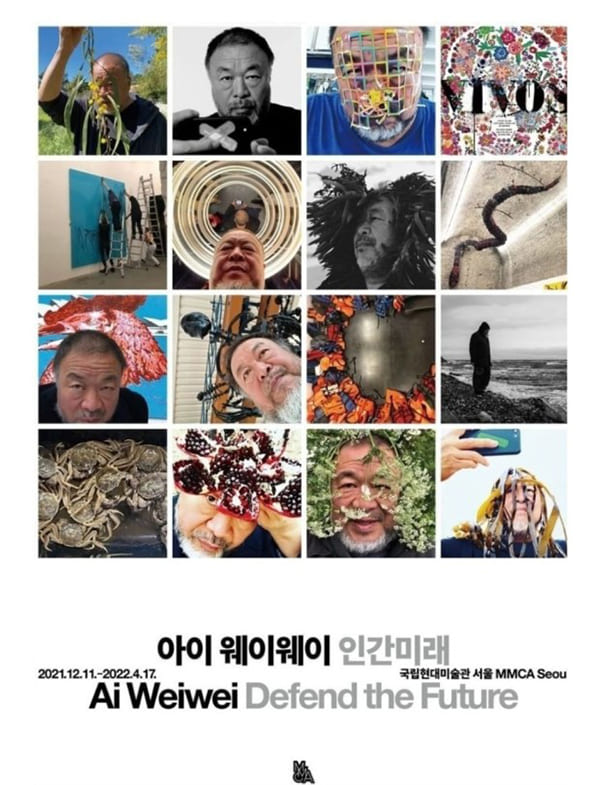 VIVOS
아이 웨이웨이 인간미래
2021.12.11.-2022.4.17.
국립현대미술관 서울 MMCA Seou
Ai Weiwei Defend the Future
MMCA